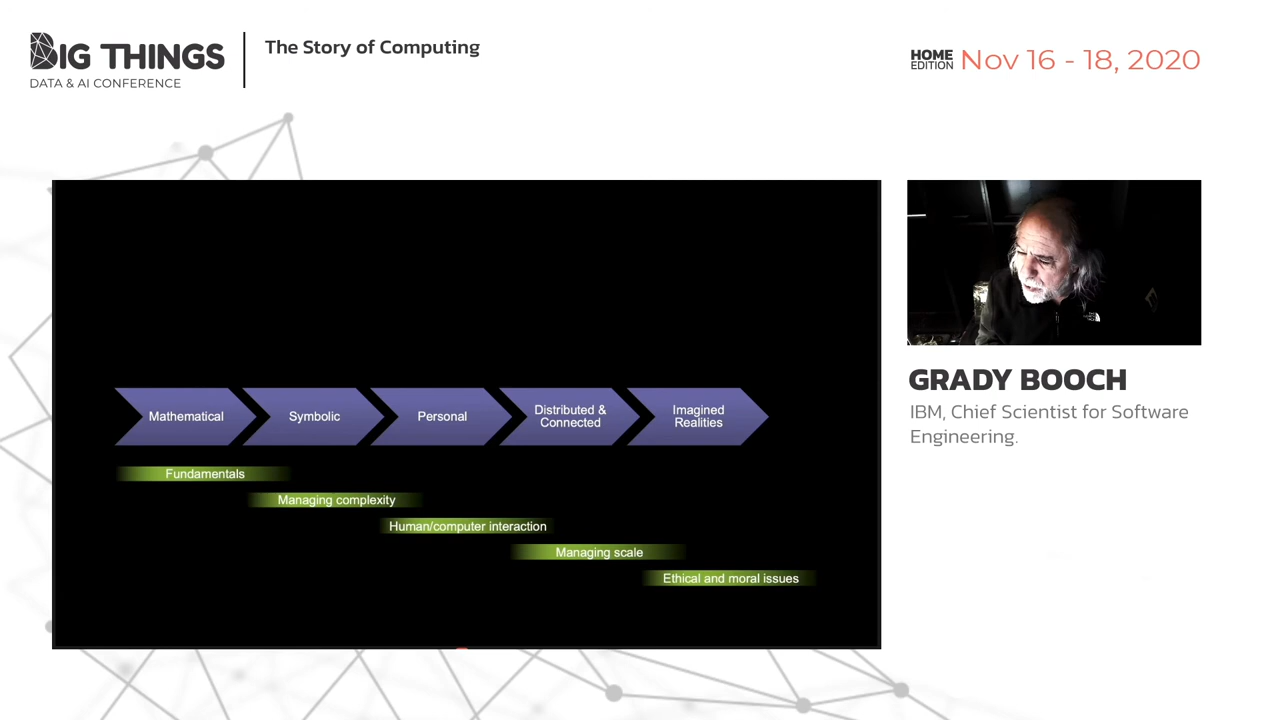 BIG THINGS
DATA & AI CONFERENCE
The Story of Computing
HOME
EDITION
Nov 16 - 18, 2020
Mathematical
Symbolic
Personal
Distributed &
Connected
Imagined
Realities
Fundamentals
Managing complexity
Human/computer interaction
Managing scale
Ethical and moral issues
GRADY BOOCH
IBM, Chief Scientist for Software
Engineering.